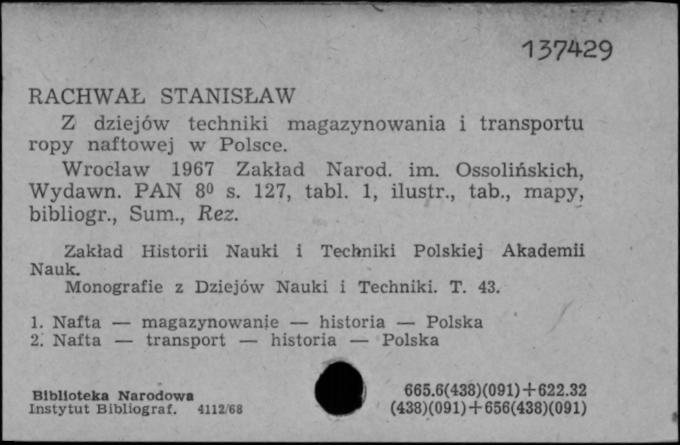 137429
RACHWAŁ STANISŁAW
Z dziejów techniki magazynowania i transportu
ropy naftowej w Polsce.
Wrocław 1967 Zakład Narod. im. Ossolińskich,
Wydawn. PAN 8⁰ s. 127, tabl. 1, ilustr., tab., mapy,
bibliogr., Sum., Rez.
Zakład Historii Nauki i Techniki Polskiej Akademii
Nauk.
Monografie z Dziejów Nauki i Techniki. T. 43.
1. Nafta — magazynowanie — historia — Polska
2. Nafta — transport — historia — Polska
Biblioteka Narodowa
Instytut Bibliograf. 4112/68
665.6(438)(091)+622.32
(438)(091)+656(438)(091)